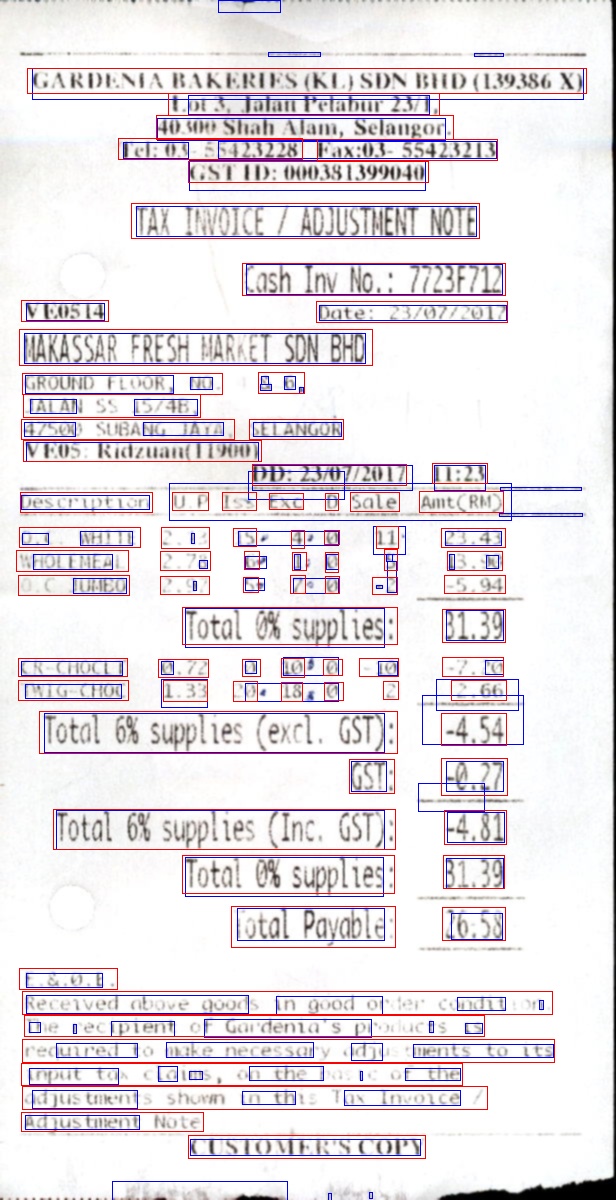 GARDENIA BAKERIES (KL) SDN BHD (139386 X)
Lot 3, Jalan Pelabur 23/1,
40300 Shah Alam, Selangor.
Tel: 03- 55423228 Fax:03- 55423213
GST ID: 000381399040
TAX INVOICE / ADJUSTMENT NOTE
Cash Inv No.: 7723F712
VE0514 Date: 23/07/2017
MAKASSAR FRESH MARKET SDN BHD
GROUND FLOOR, NO. 4 & 6,
JALAN SS 15/4B,
47500 SUBANG JAYA, SELANGOR
VE05: Ridzuan(11900)
DD: 23/07/2017 11:23
Description U.P Iss Exc D Sale Amt(RM)
O.C. WHITE 2.13 15 4 0 11 23.43
WHOLEMEAL 2.78 1 0 5 13.90
O.C JUMBO 2.97 5 7 0 -2 -5.94
Total 0% supplies: 31.39
CR-CHOCLT 0.72 0 10 0 -10 -7.20
TWIG-CHOC 1.33 20 18 0 2 2.66
Total 6% supplies (excl. GST): -4.54
GST: -0.27
Total 6% supplies (Inc. GST): -4.81
Total 0% supplies: 31.39
Total Payable: 26.58
E.&.O.E.
Received above goods in good order condition.
The recipient of Gardenia's products is
required to make necessary adjustments to its
input tax claims, on the basis of the
adjustments shown in this Tax Invoice /
Adjustment Note
CUSTOMER'S COPY